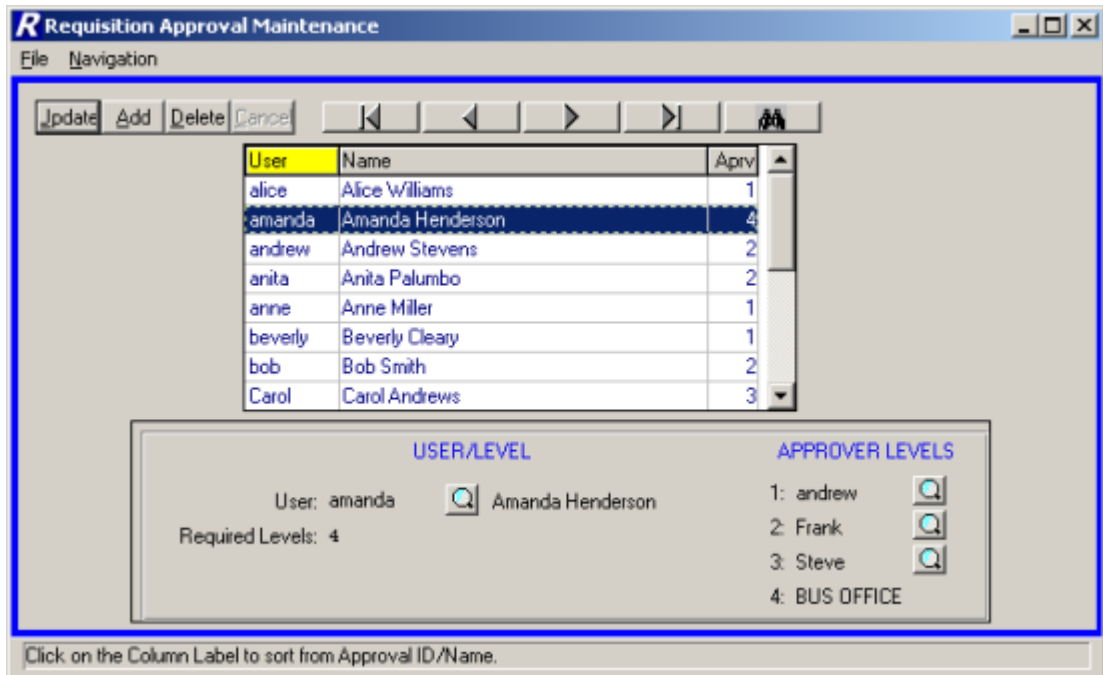 R Requisition Approval Maintenance
File Navigation
Update Add Delete Cancel
User Name Aprv
alice Alice Williams 1
amanda Amanda Henderson 4
andrew Andrew Stevens 2
anita Anita Palumbo 2
anne Anne Miller 1
beverly Beverly Cleary 1
bob Bob Smith 2
Carol Carol Andrews 3
USER/LEVEL APPROVER LEVELS
User: amanda Amanda Henderson 1: andrew
Required Levels: 4 2: Frank
3: Steve
4: BUS OFFICE
Click on the Column Label to sort from Approval ID/Name.